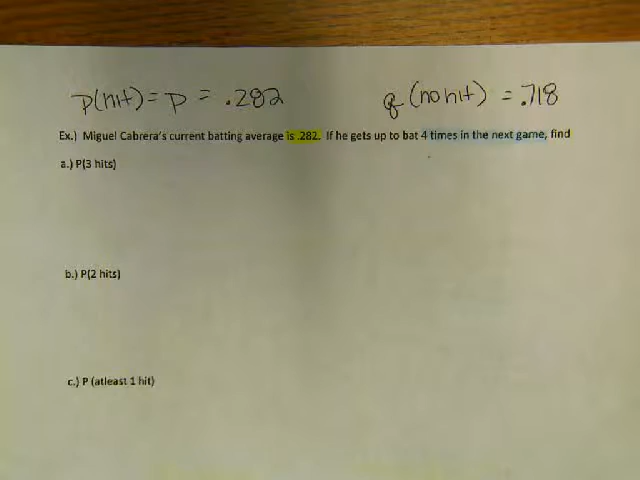 P(hit) = P = .282
q (no hit) = .718
Ex.) Miguel Cabrera's current batting average is .282. If he gets up to bat 4 times in the next game, find
a.) P(3 hits)
b.) P(2 hits)
c.) P (atleast 1 hit)